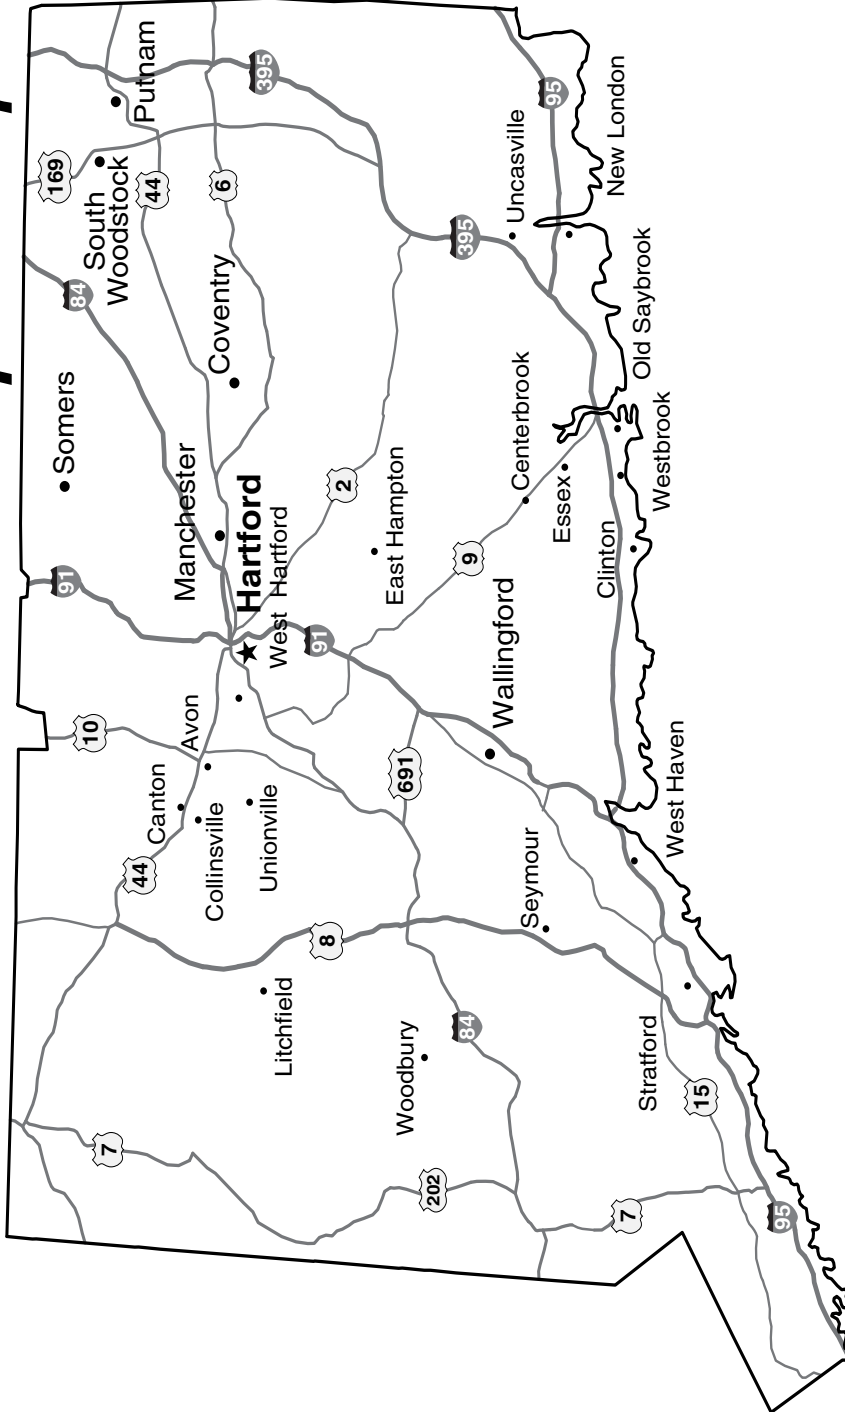 91
169
Somers
84
10
7
South
Woodstock
Putnam
44
44
Canton
Manchester
Avon
Collinsville
Coventry
6
Hartford
395
Unionville
West Hartford
Litchfield
91
8
2
East Hampton
691
Woodbury
202
84
9
395
Wallingford
Uncasville
Centerbrook
Seymour
95
Essex
Clinton
New London
7
Old Saybrook
Stratford
Westbrook
West Haven
15
95